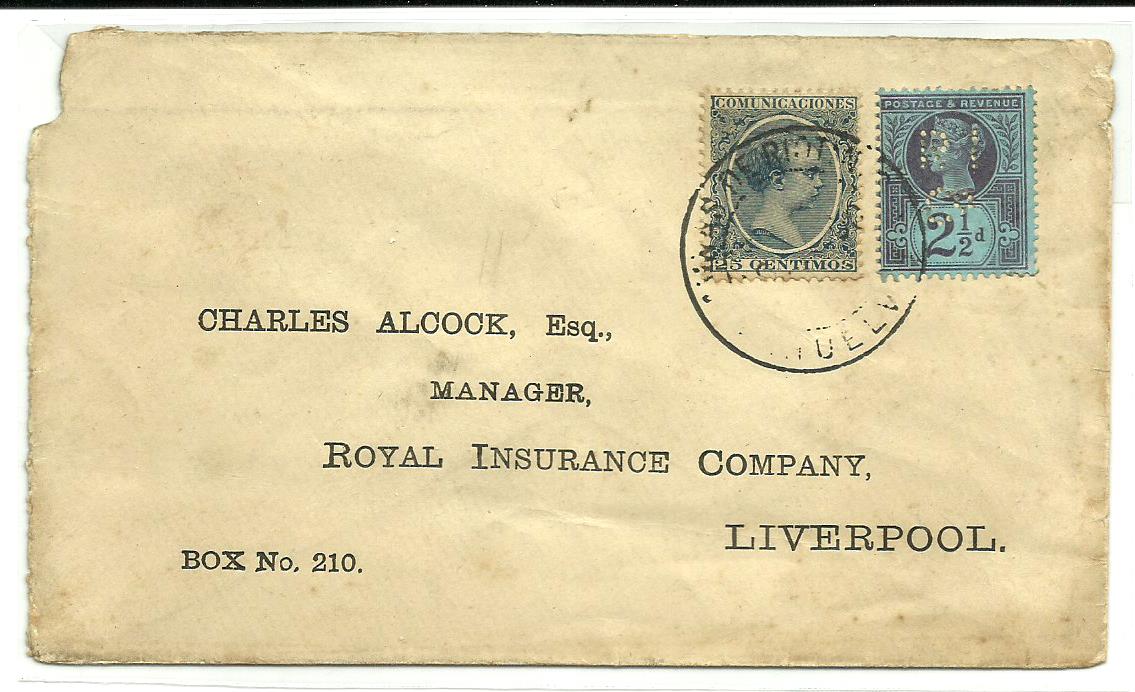 COMUNICACIONES
25 CENTIMOS
POSTAGE & REVENUE
2½d
CHARLES ALCOCK, Esq.,
MANAGER,
ROYAL INSURANCE COMPANY,
LIVERPOOL.
BOX No. 210.